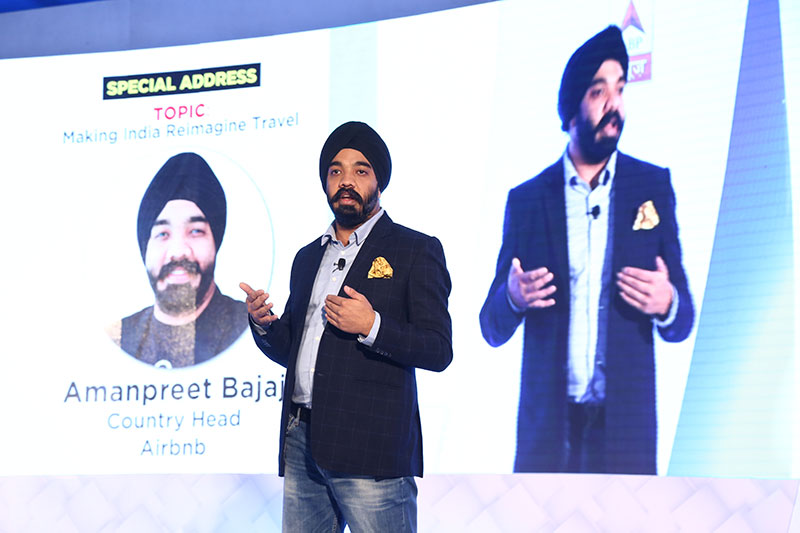 SPECIAL ADDRESS
TOPIC
Making India Reimagine Travel
Amanpreet Bajaj
Country Head
Airbnb